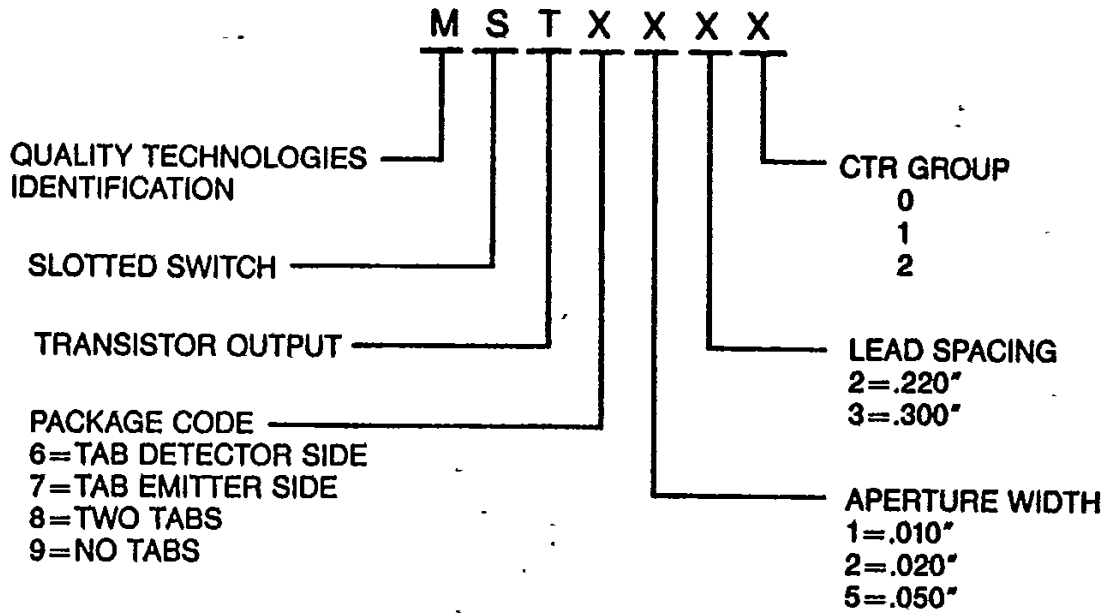 M S T X X X X
QUALITY TECHNOLOGIES
IDENTIFICATION
SLOTTED SWITCH
TRANSISTOR OUTPUT
PACKAGE CODE
6=TAB DETECTOR SIDE
7=TAB EMITTER SIDE
8=TWO TABS
9=NO TABS
CTR GROUP
0
1
2
LEAD SPACING
2=.220"
3=.300"
APERTURE WIDTH
1=.010"
2=.020"
5=.050"